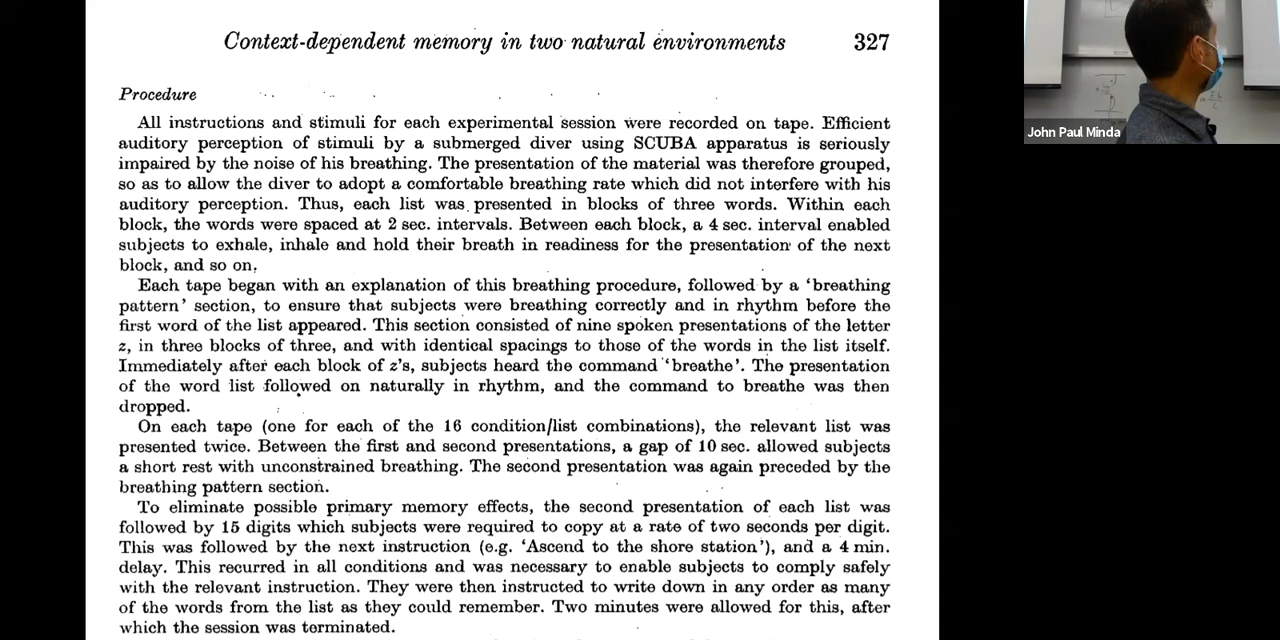 Context-dependent memory in two natural environments 327
Procedure
All instructions and stimuli for each experimental session were recorded on tape. Efficient
auditory perception of stimuli by a submerged diver using SCUBA apparatus is seriously
impaired by the noise of his breathing. The presentation of the material was therefore grouped,
so as to allow the diver to adopt a comfortable breathing rate which did not interfere with his
auditory perception. Thus, each list was presented in blocks of three words. Within each
block, the words were spaced at 2 sec. intervals. Between each block, a 4 sec. interval enabled
subjects to exhale, inhale and hold their breath in readiness for the presentation of the next
block, and so on.
Each tape began with an explanation of this breathing procedure, followed by a ‘breathing
pattern’ section, to ensure that subjects were breathing correctly and in rhythm before the
first word of the list appeared. This section consisted of nine spoken presentations of the letter
z, in three blocks of three, and with identical spacings to those of the words in the list itself.
Immediately after each block of z’s, subjects heard the command ‘breathe’. The presentation
of the word list followed on naturally in rhythm, and the command to breathe was then
dropped.
On each tape (one for each of the 16 condition/list combinations), the relevant list was
presented twice. Between the first and second presentations, a gap of 10 sec. allowed subjects
a short rest with unconstrained breathing. The second presentation was again preceded by the
breathing pattern section.
To eliminate possible primary memory effects, the second presentation of each list was
followed by 15 digits which subjects were required to copy at a rate of two seconds per digit.
This was followed by the next instruction (e.g. ‘Ascend to the shore station’), and a 4 min.
delay. This recurred in all conditions and was necessary to enable subjects to comply safely
with the relevant instruction. They were then instructed to write down in any order as many
of the words from the list as they could remember. Two minutes were allowed for this, after
which the session was terminated.
John Paul Minda